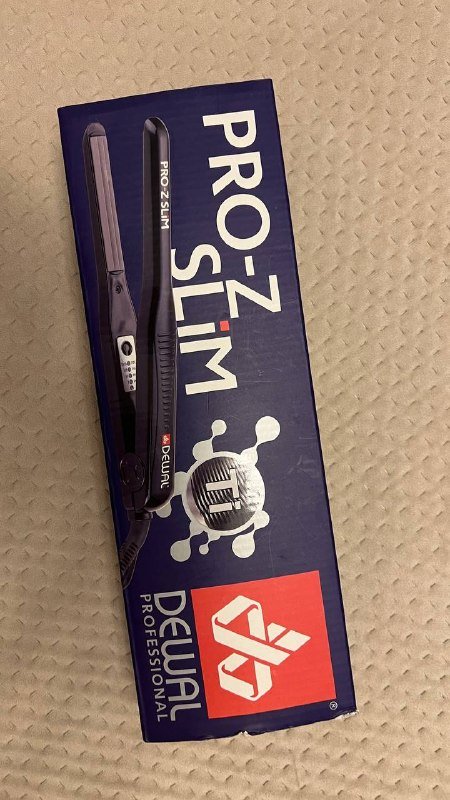 PRO-Z
SLiM
PRO-Z SLiM
DEWAL
Ti
DEWAL
PROFESSIONAL
®